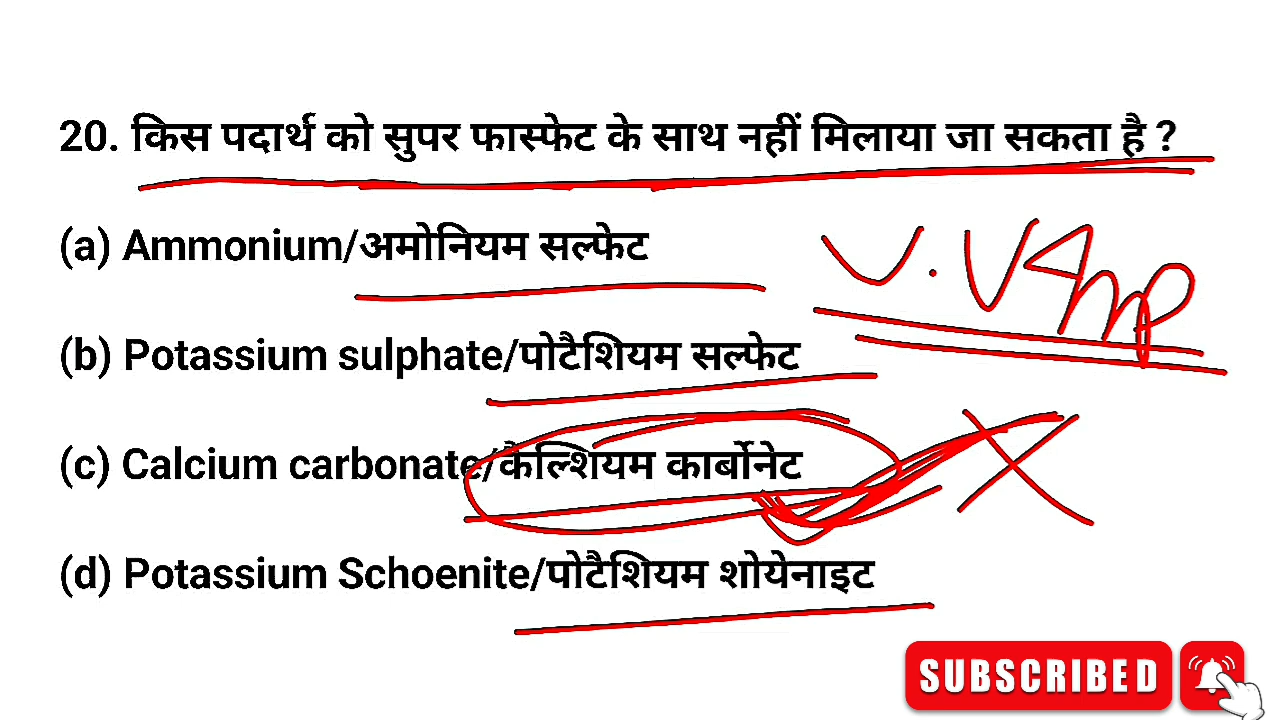 20. किस पदार्थ को सुपर फास्फेट के साथ नहीं मिलाया जा सकता है ?
(a) Ammonium/अमोनियम सल्फेट
V. VImp
(b) Potassium sulphate/पोटैशियम सल्फेट
(c) Calcium carbonate/कैल्शियम कार्बोनेट
(d) Potassium Schoenite/पोटैशियम शोयेनाइट
SUBSCRIBED